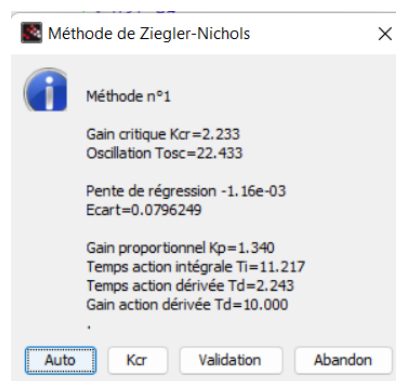 Méthode de Ziegler-Nichols
Méthode n°1
Gain critique Kcr=2.233
Oscillation Tosc=22.433
Pente de régression -1.16e-03
Ecart=0.0796249
Gain proportionnel Kp=1.340
Temps action intégrale Ti=11.217
Temps action dérivée Td=2.243
Gain action dérivée Td=10.000
.
Auto Kcr Validation Abandon